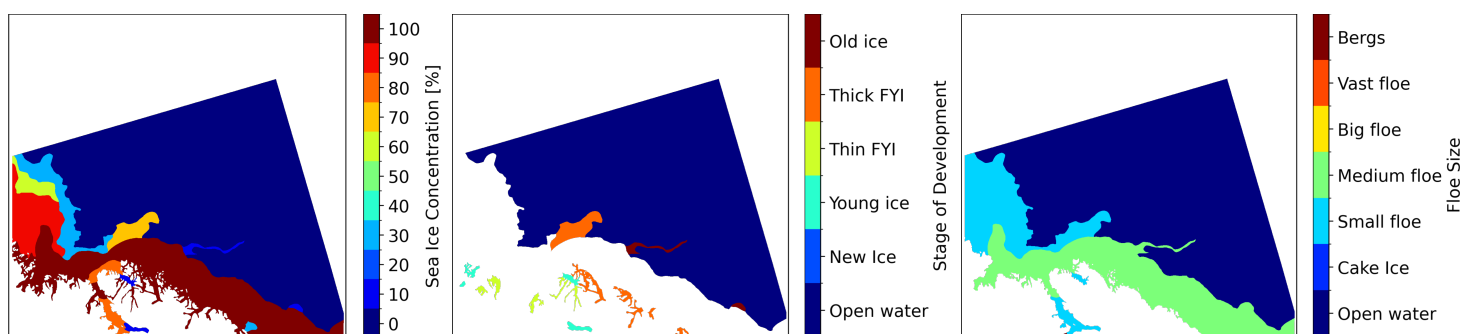 100
90
80
70
60
50
40
30
20
10
0
Sea Ice Concentration [%]
Old ice
Thick FYI
Thin FYI
Young ice
New Ice
Open water
Stage of Development
Bergs
Vast floe
Big floe
Medium floe
Small floe
Cake Ice
Open water
Floe Size